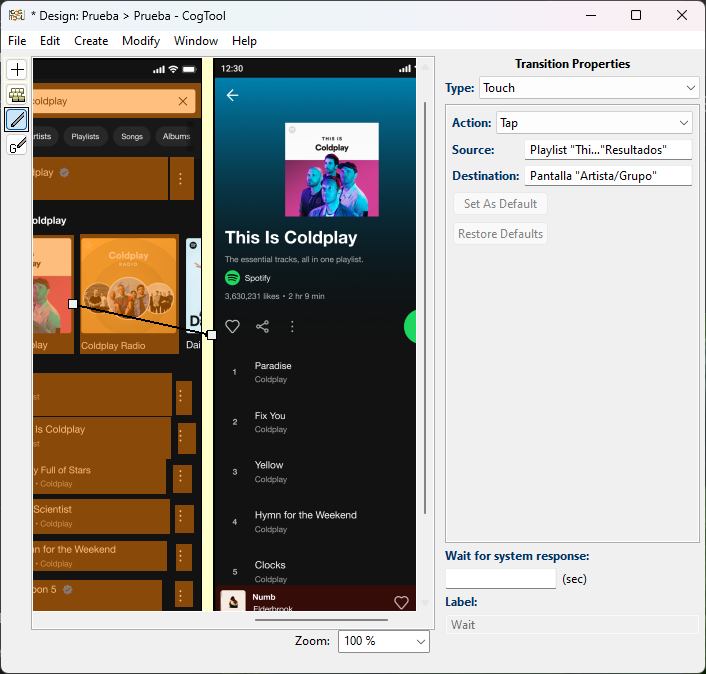 * Design: Prueba > Prueba - CogTool
File Edit Create Modify Window Help
oldplay
rtists Playlists Songs Albums
play
oldplay
Coldplay
RADIO
play
Coldplay Radio
Dai
st
Is Coldplay
st
y Full of Stars
• Coldplay
Scientist
• Coldplay
n for the Weekend
• Coldplay
oon 5
12:30
THIS IS
Coldplay
This Is Coldplay
The essential tracks, all in one playlist.
Spotify
3,630,231 likes • 2 hr 9 min
1 Paradise
Coldplay
2 Fix You
Coldplay
3 Yellow
Coldplay
4 Hymn for the Weekend
Coldplay
5 Clocks
Coldplay
Numb
Elderbrook
Zoom: 100 %
Transition Properties
Type: Touch
Action: Tap
Source: Playlist "Thi..."Resultados"
Destination: Pantalla "Artista/Grupo"
Set As Default
Restore Defaults
Wait for system response:
(sec)
Label:
Wait